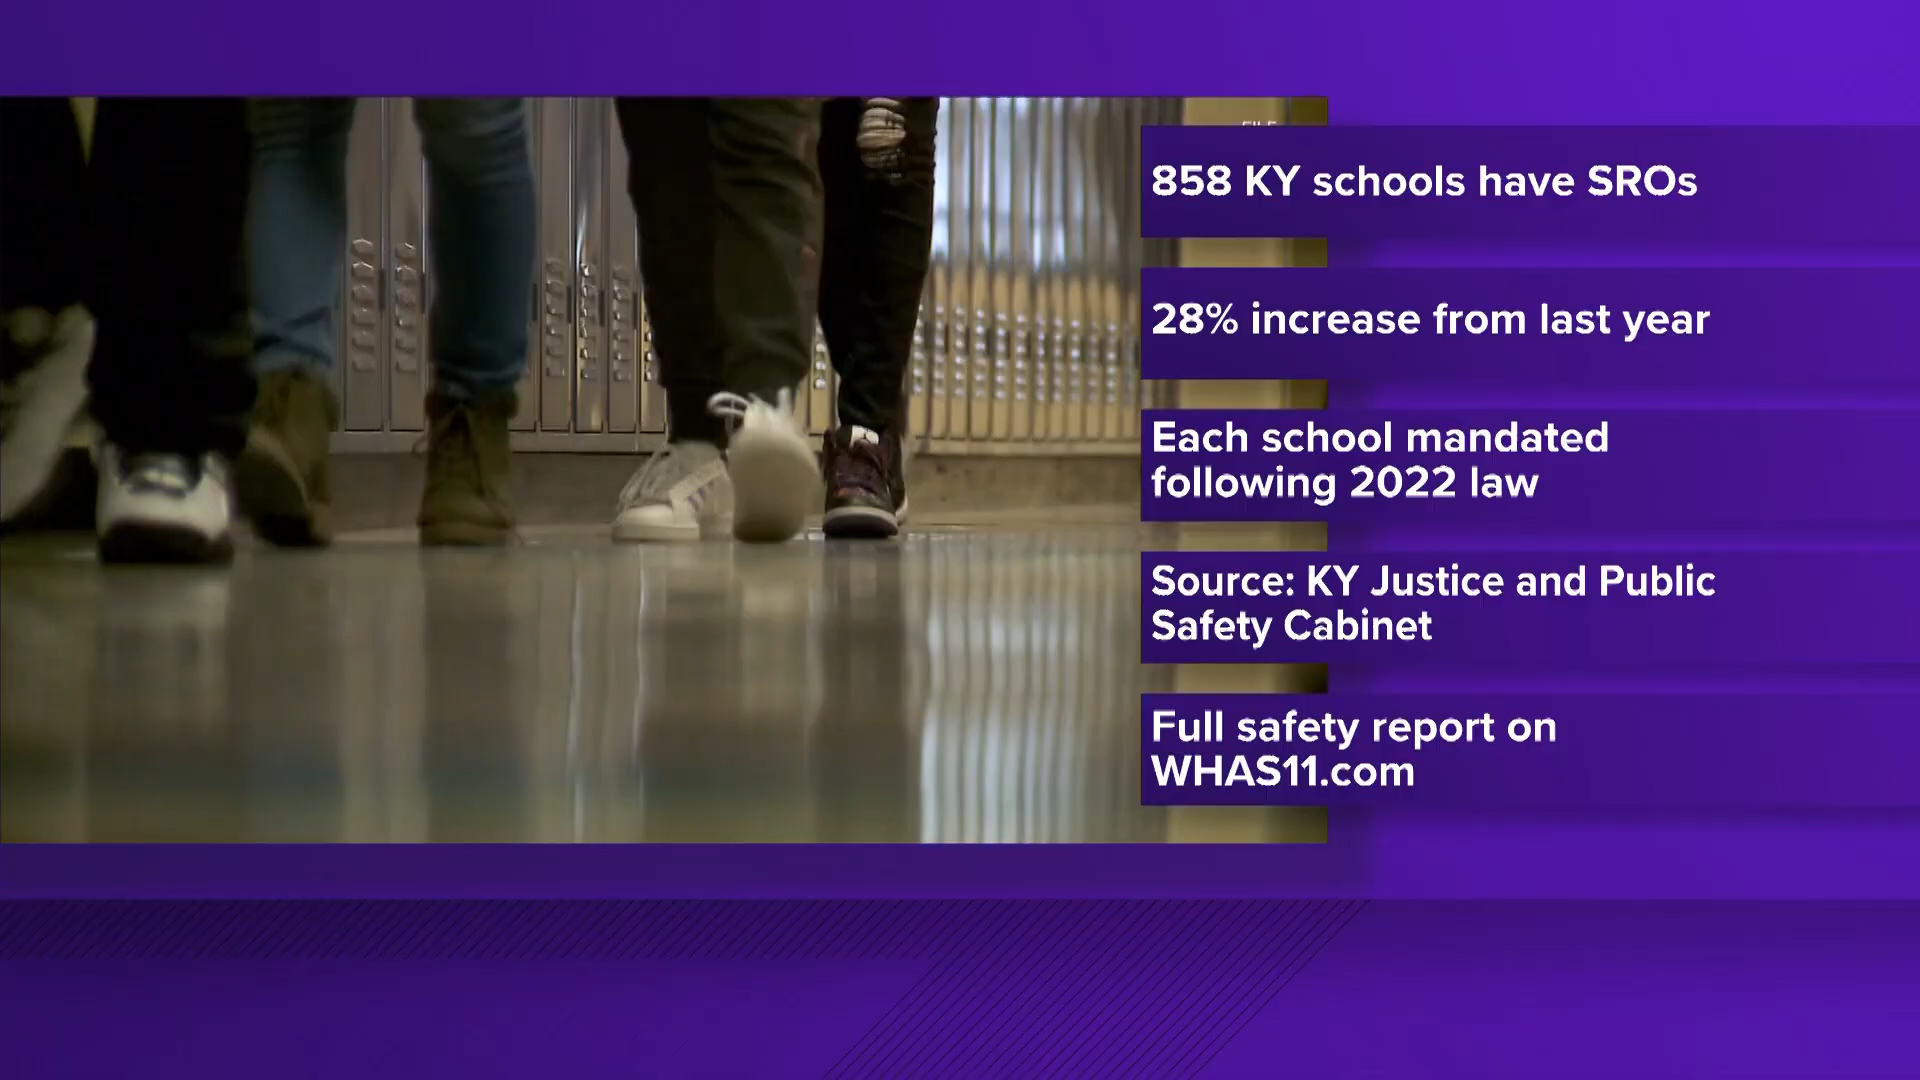 858 KY schools have SROs
28% increase from last year
Each school mandated
following 2022 law
Source: KY Justice and Public
Safety Cabinet
Full safety report on
WHAS11.com